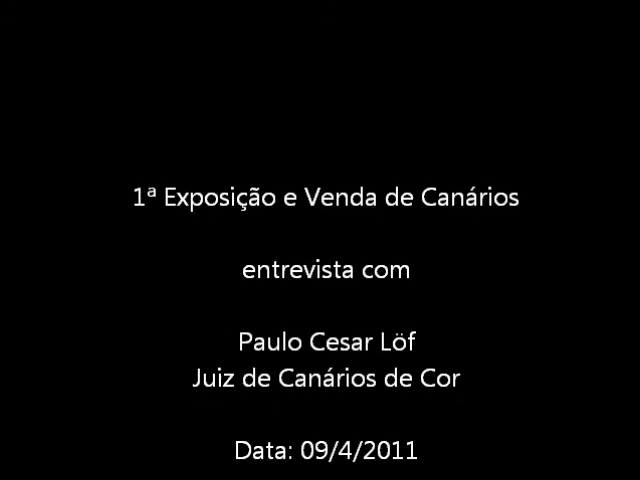 1ª Exposição e Venda de Canários
entrevista com
Paulo Cesar Löf
Juiz de Canários de Cor
Data: 09/4/2011